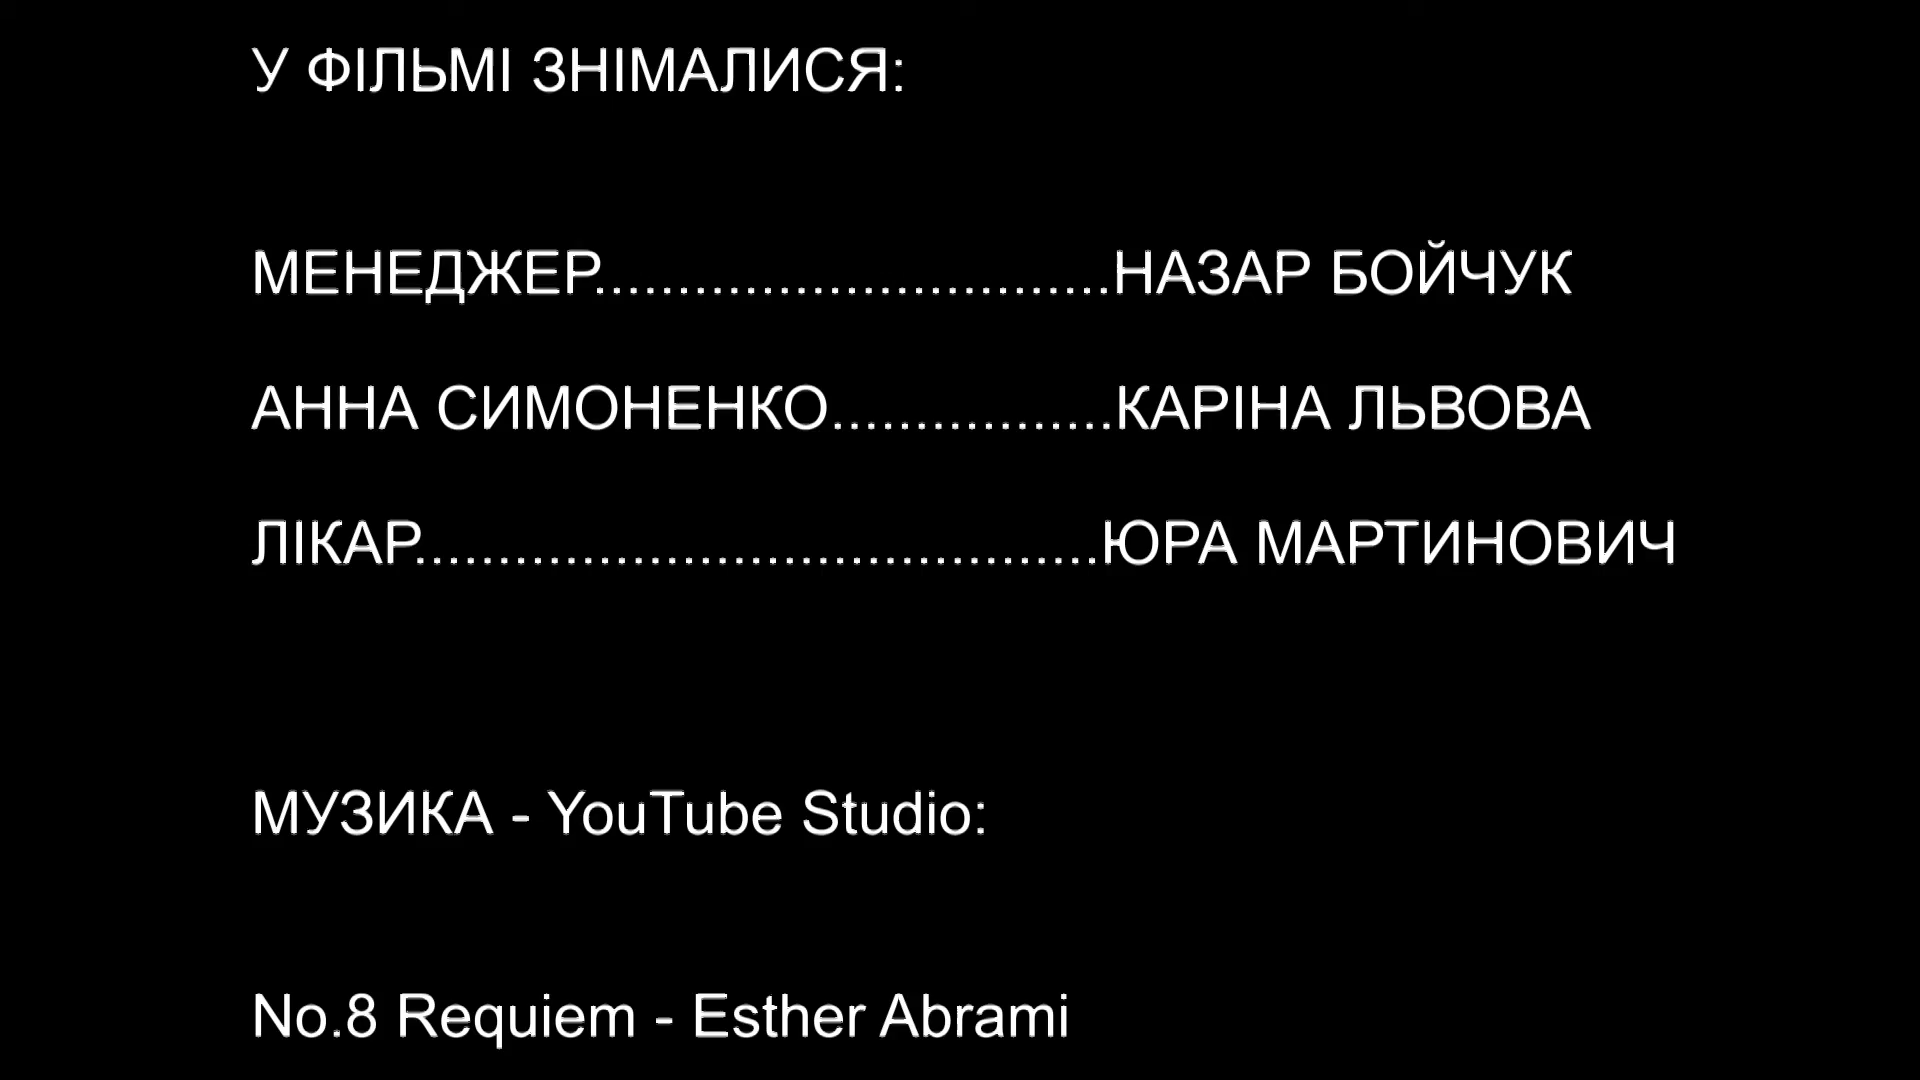 У ФІЛЬМІ ЗНІМАЛИСЯ:
МЕНЕДЖЕР...............................НАЗАР БОЙЧУК
АННА СИМОНЕНКО.................КАРІНА ЛЬВОВА
ЛІКАР.........................................ЮРА МАРТИНОВИЧ
МУЗИКА - YouTube Studio:
No.8 Requiem - Esther Abrami